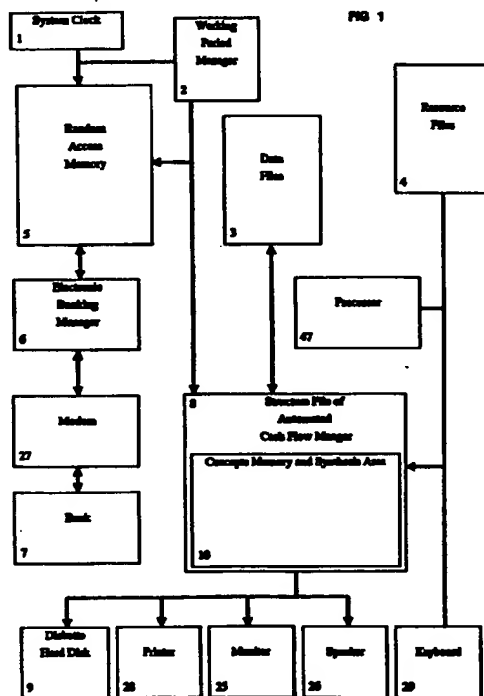 FIG 1
System Clock
1
Working
Period
Manager
2
Random
Access
Memory
5
Data
Files
3
Resource
Files
4
Electronic
Banking
Manager
6
Processor
47
Modem
27
8
Structure File of
Automated
Cash Flow Manger
Concepts Memory and Synthesis Area
10
Bank
7
Diskette
Hard Disk
9
Printer
28
Monitor
25
Speaker
26
Keyboard
29